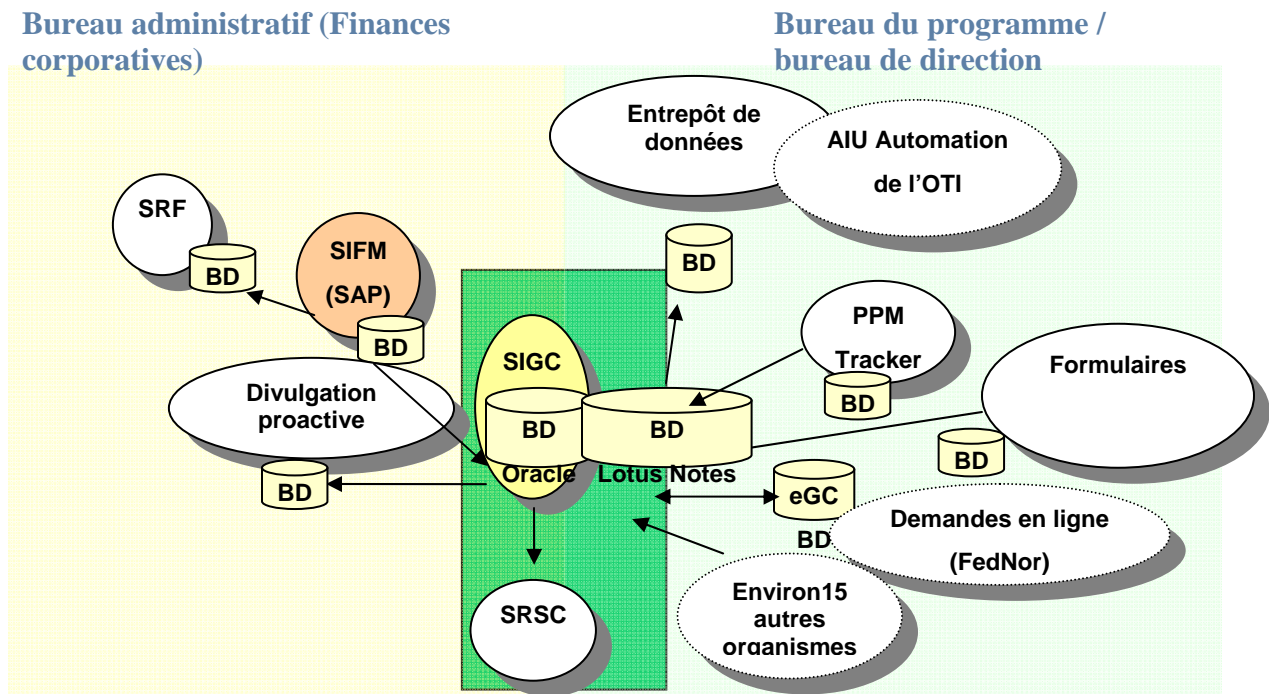 Bureau administratif (Finances
corporatives)
Bureau du programme /
bureau de direction
Entrepôt de
données
AIU Automation
de l'OTI
SRF
BD
SIFM
(SAP)
BD
BD
PPM
Tracker
BD
Formulaires
BD
Divulgation
proactive
BD
SIGC
BD
Oracle
BD
Lotus Notes
eGC
BD
Demandes en ligne
(FedNor)
Environ15
autres
organismes
SRSC